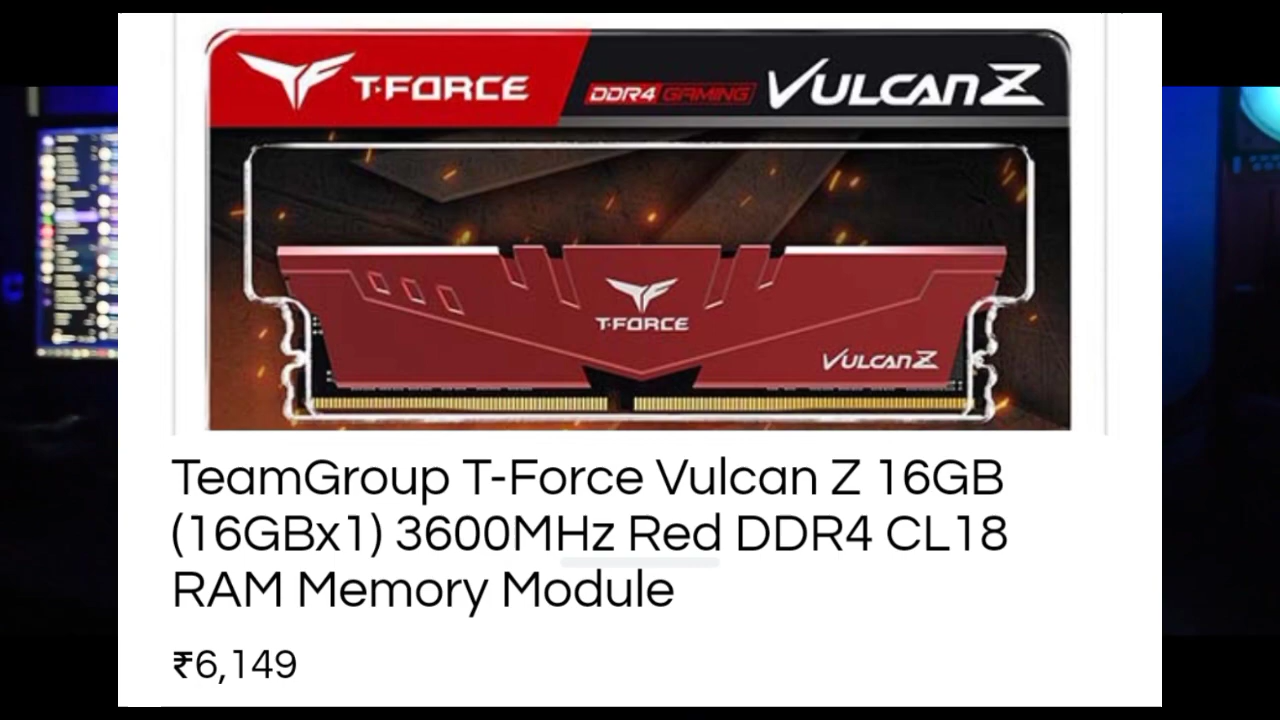 T-FORCE
DDR4 GAMING
VULCAN Z
T-FORCE
VULCAN Z
TeamGroup T-Force Vulcan Z 16GB
(16GBx1) 3600MHz Red DDR4 CL18
RAM Memory Module
₹6,149